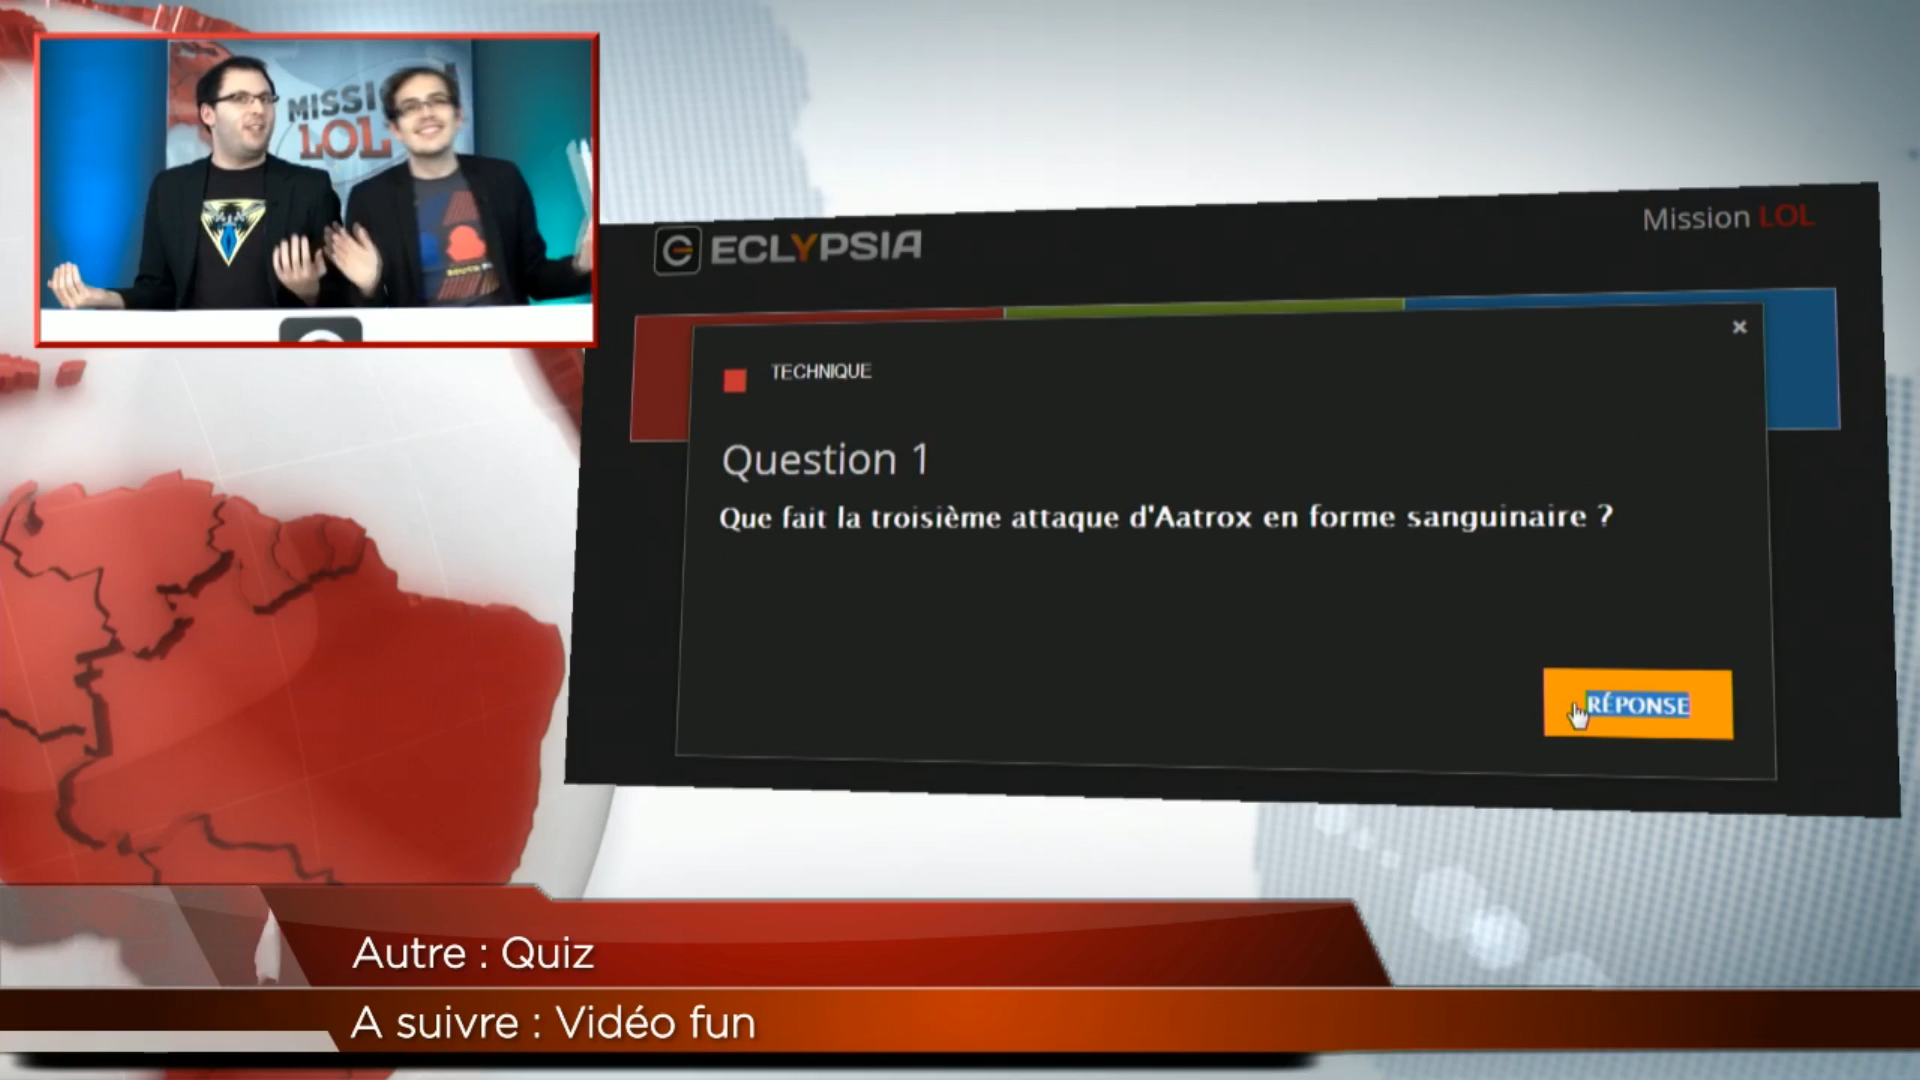 MISSI
LOL
ECLYPSIA
Mission LOL
TECHNIQUE
Question 1
Que fait la troisième attaque d'Aatrox en forme sanguinaire ?
RÉPONSE
Autre : Quiz
A suivre : Vidéo fun